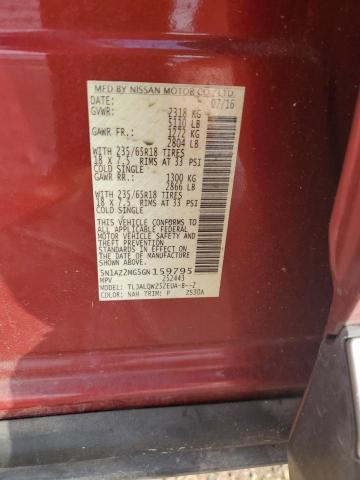 MFD BY NISSAN MOTOR CO., LTD.
DATE: 07/16
GVWR: 2318 KG
5110 LB
GAWR FR: 1272 KG
2804 LB
WITH 235/65R18 TIRES
18 X 7.5 RIMS AT 33 PSI
COLD SINGLE
GAWR RR: 1300 KG
2866 LB
WITH 235/65R18 TIRES
18 X 7.5 RIMS AT 33 PSI
COLD SINGLE
THIS VEHICLE CONFORMS TO
ALL APPLICABLE FEDERAL
MOTOR VEHICLE SAFETY AND
THEFT PREVENTION STANDARDS
IN EFFECT ON THE DATE OF
MANUFACTURE SHOWN ABOVE.
5N1AZ2MG5GN159795
MPV 252443
MODEL: TLJALQWZ52EUA-B--Z
COLOR: NAH TRIM: P 2530A